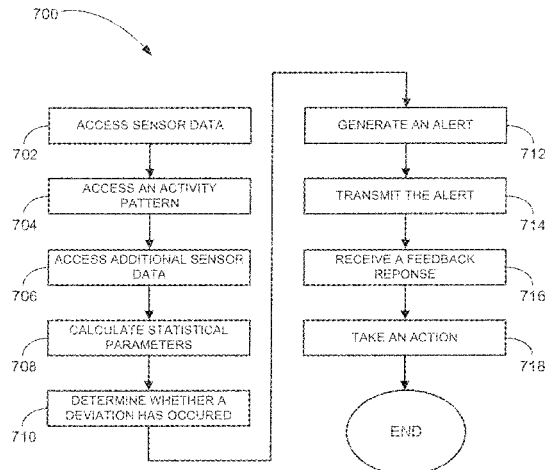 700
ACCESS SENSOR DATA
702
ACCESS AN ACTIVITY
PATTERN
704
ACCESS ADDITIONAL SENSOR
DATA
706
CALCULATE STATISTICAL
PARAMETERS
708
DETERMINE WHETHER A
DEVIATION HAS OCCURED
710
GENERATE AN ALERT
712
TRANSMIT THE ALERT
714
RECEIVE A FEEDBACK
REPONSE
716
TAKE AN ACTION
718
END